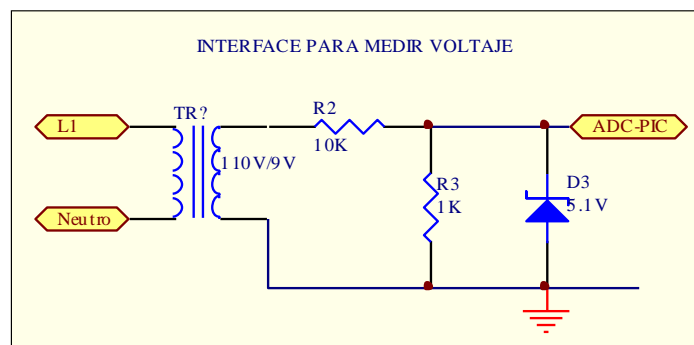 INTERFACE PARA MEDIR VOLTAJE
L1
TR?
R2
10K
ADC-PIC
110V/9V
R3
1K
D3
5.1V
Neutro